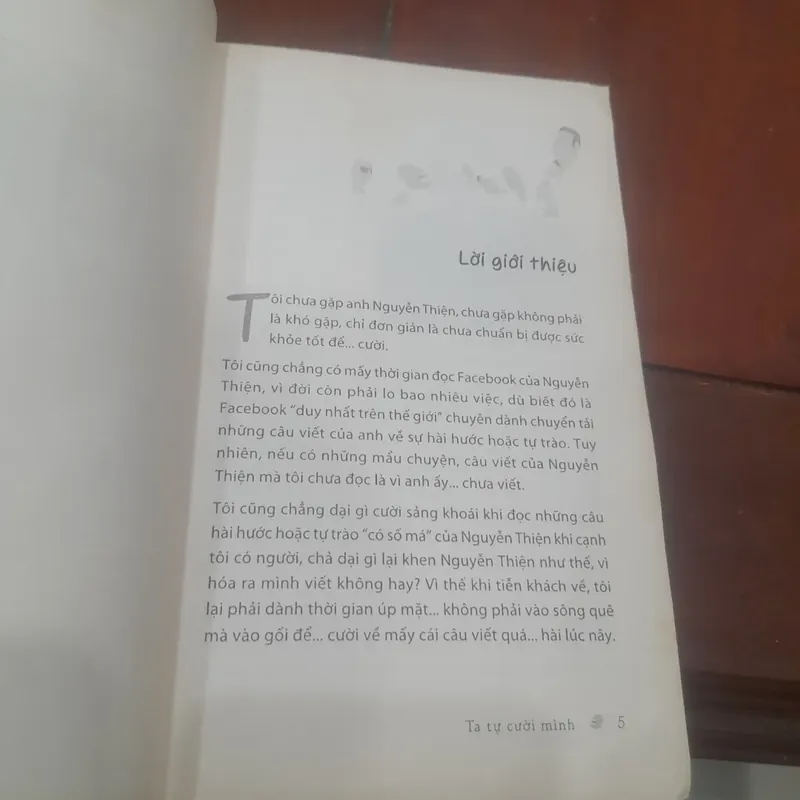 Lời giới thiệu
Tôi chưa gặp anh Nguyễn Thiện, chưa gặp không phải
là khó gặp, chỉ đơn giản là chưa chuẩn bị được sức
khỏe tốt để... cười.
Tôi cũng chẳng có mấy thời gian đọc Facebook của Nguyễn
Thiện, vì đời còn phải lo bao nhiêu việc, dù biết đó là
Facebook “duy nhất trên thế giới” chuyên dành chuyển tải
những câu viết của anh về sự hài hước hoặc tự trào. Tuy
nhiên, nếu có những mẩu chuyện, câu viết của Nguyễn
Thiện mà tôi chưa đọc là vì anh ấy... chưa viết.
Tôi cũng chẳng dại gì cười sảng khoái khi đọc những câu
hài hước hoặc tự trào “có số má” của Nguyễn Thiện khi cạnh
tôi có người, chả dại gì lại khen Nguyễn Thiện như thế, vì
hóa ra mình viết không hay? Vì thế khi tiễn khách về, tôi
lại phải dành thời gian úp mặt... không phải vào sông quê
mà vào gối để... cười về mấy cái câu viết quá... hài lúc nãy.
Ta tự cười mình 5